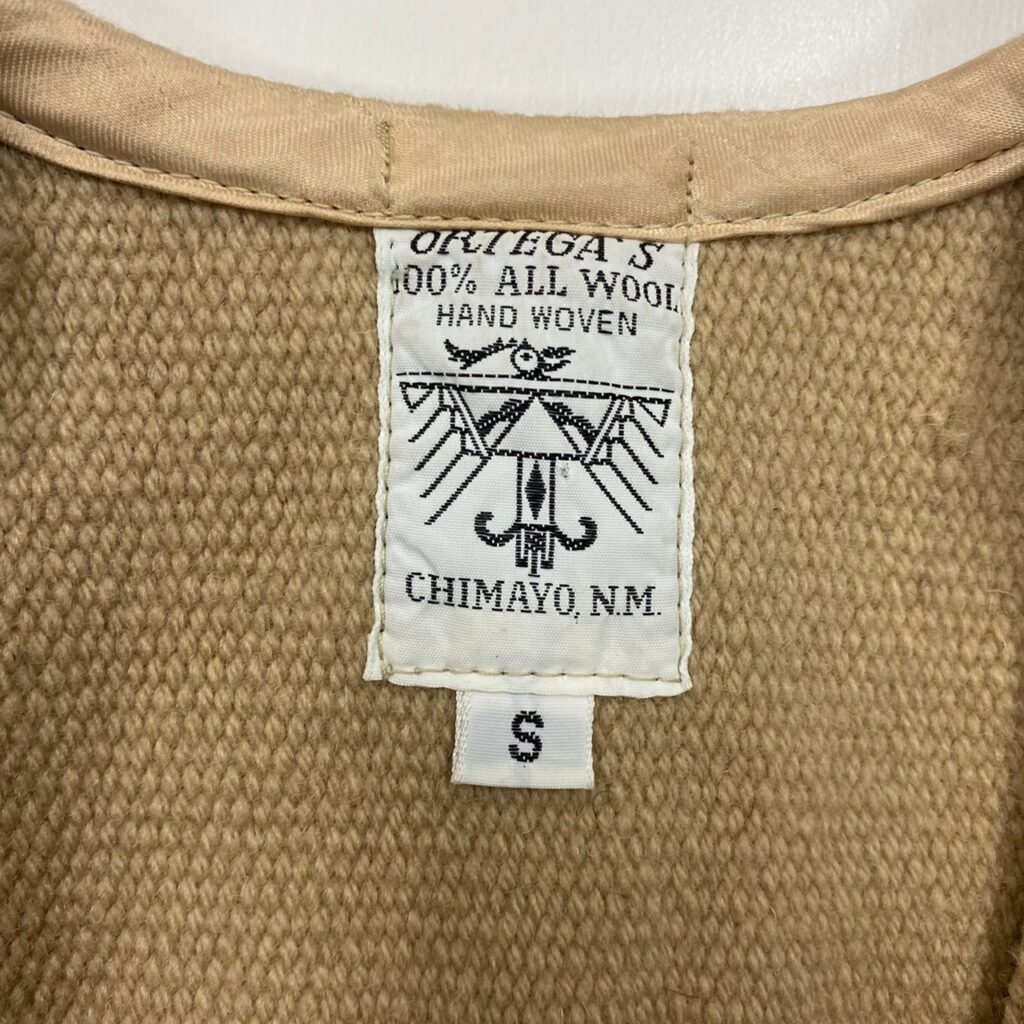 ORTEGA'S
100% ALL WOOL
HAND WOVEN
CHIMAYO, N.M.
S